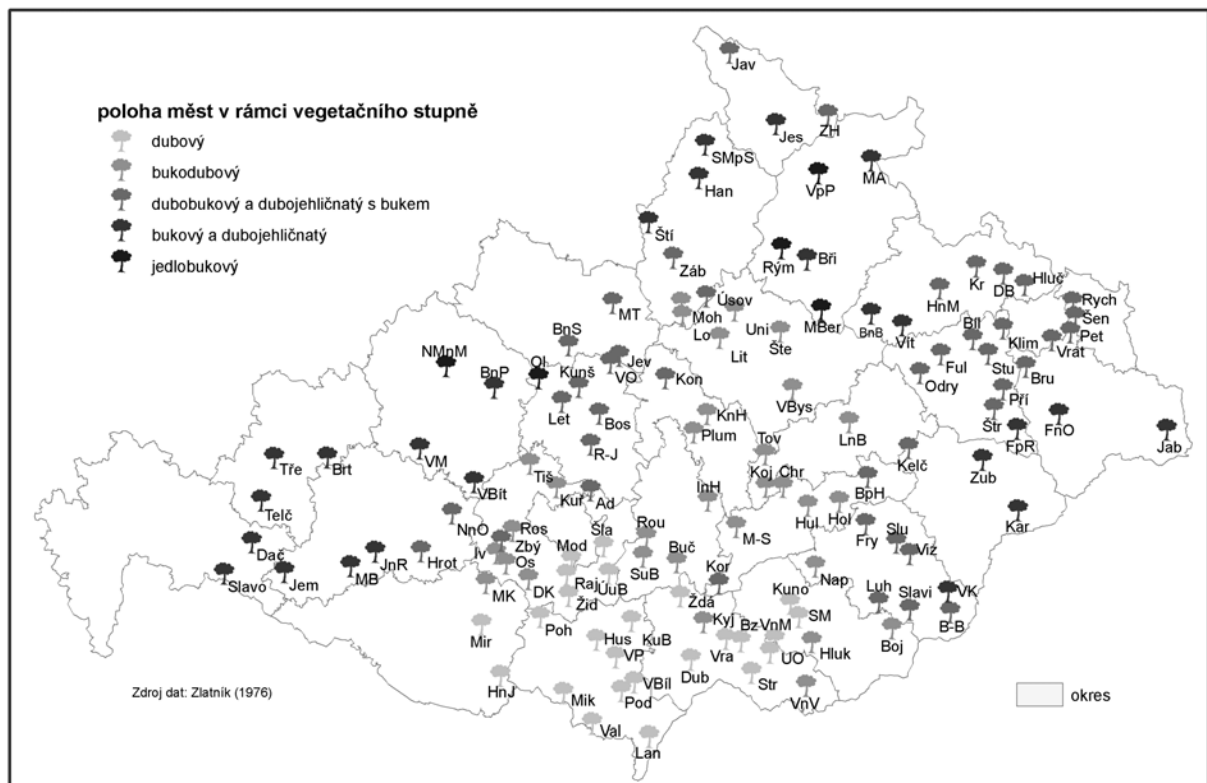 poloha měst v rámci vegetačního stupně
dubový
bukodubový
dubobukový a dubojehličnatý s bukem
bukový a dubojehličnatý
jedlobukový
Jav
Jes
ZH
SMpS
Han
VpP
MA
Ští
Záb
Rým
Bři
Kr
DB
Hluč
HnM
Rych
Šen
Pet
MT
Úsov
Moh
Lo
Uni
Lit
Šte
MBer
BnB
Vít
Bíl
Klim
Vrat
BnS
NMnM
BnP
Ol
Kunš
Jev
VO
Kon
Ful
Stu
Bru
Odry
Pří
Let
Bos
KnH
Plum
VBys
LnB
Štr
FpR
FnO
Jab
Tře
Brt
VM
R-J
Tov
Kelč
Zub
VBít
Tiš
Kuř
Ad
InH
Koj
Chr
BpH
Telč
Kar
NnO
Ros
Zbý
Šla
Rou
M-S
Hul
Hol
Fry
Slu
Viz
Dač
Slavo
Jem
MB
JnR
Hrot
Iv
Os
Mod
SuB
Buč
Kor
Nap
MK
DK
Raj
ÚuB
Žid
Ždá
Kuno
Luh
Slavi
VK
B-B
Mir
Poh
Hus
KuB
Kyj
BzVnM
SM
Boj
VP
Vra
UO
Hluk
HnJ
Mik
Pod
VBíl
Dub
Str
VnV
Val
Lan
Zdroj dat: Zlatník (1976)
okres